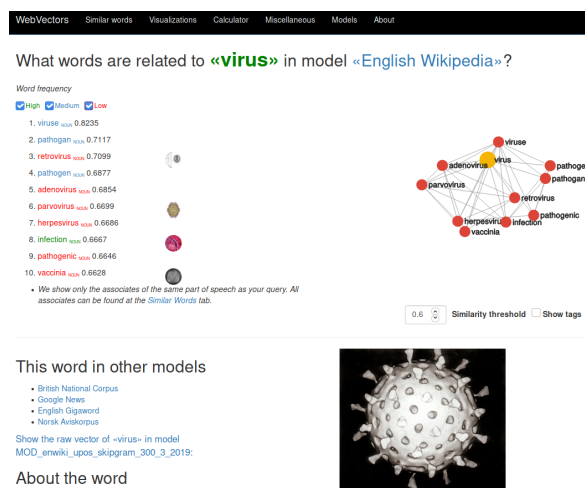 WebVectors Similar words Visualizations Calculator Miscellaneous Models About
What words are related to «virus» in model «English Wikipedia»?
Word frequency
High Medium Low
1. viruse NOUN 0.8235
2. pathogan NOUN 0.7117
3. retrovirus NOUN 0.7099
4. pathogen NOUN 0.6877
5. adenovirus NOUN 0.6854
6. parvovirus NOUN 0.6699
7. herpesvirus NOUN 0.6686
8. infection NOUN 0.6667
9. pathogenic NOUN 0.6646
10. vaccinia NOUN 0.6628
• We show only the associates of the same part of speech as your query. All
associates can be found at the Similar Words tab.
viruse
virus
adenovirus
pathoge
pathogan
parvovirus
retrovirus
pathogenic
herpesvirus
infection
vaccinia
0.6 Similarity threshold Show tags
This word in other models
• British National Corpus
• Google News
• English Gigaword
• Norsk Aviskorpus
Show the raw vector of «virus» in model
MOD_enwiki_upos_skipgram_300_3_2019:
About the word